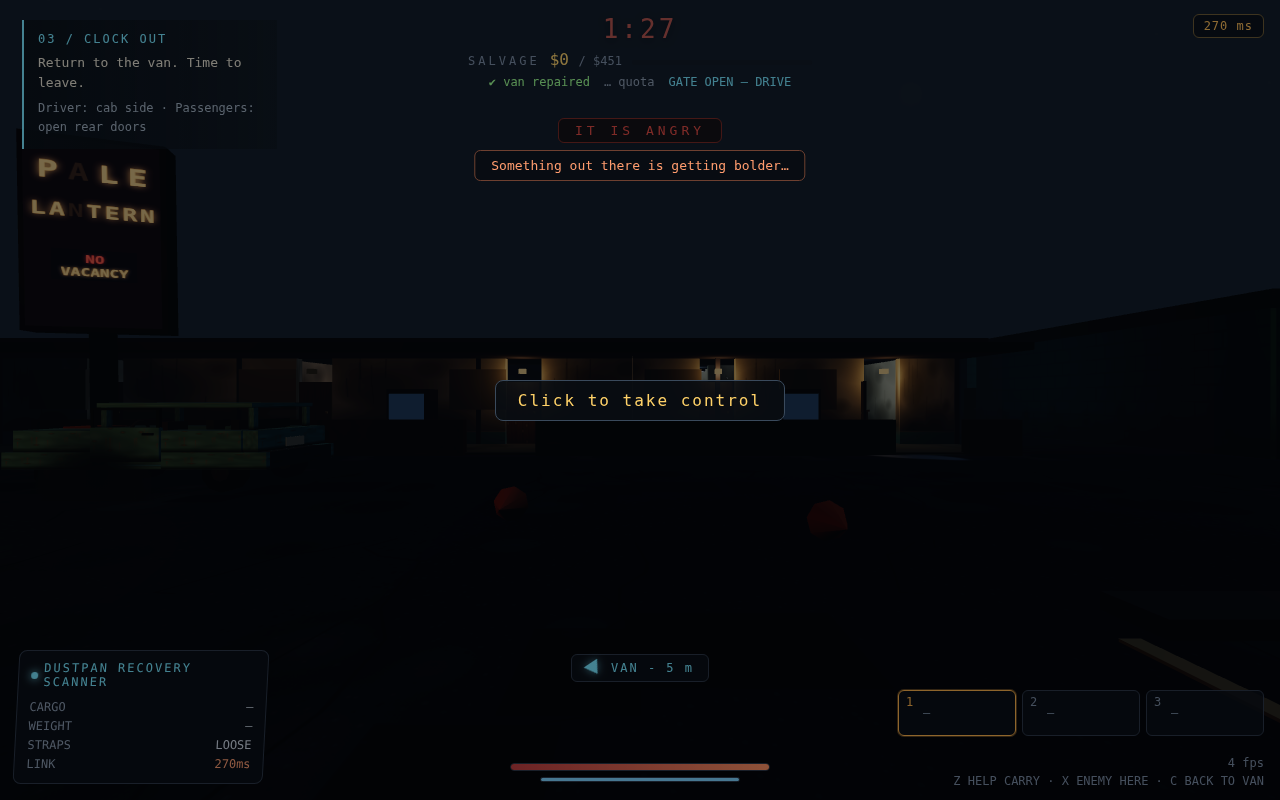 03 / CLOCK OUT
Return to the van. Time to
leave.
Driver: cab side · Passengers:
open rear doors
1:27
SALVAGE $0 / $451
✔ van repaired … quota GATE OPEN — DRIVE
IT IS ANGRY
Something out there is getting bolder…
270 ms
PALE
LANTERN
NO
VACANCY
Click to take control
VAN - 5 m
DUSTPAN RECOVERY
SCANNER
CARGO —
WEIGHT —
STRAPS LOOSE
LINK 270ms
1 —
2 —
3 —
4 fps
Z HELP CARRY · X ENEMY HERE · C BACK TO VAN